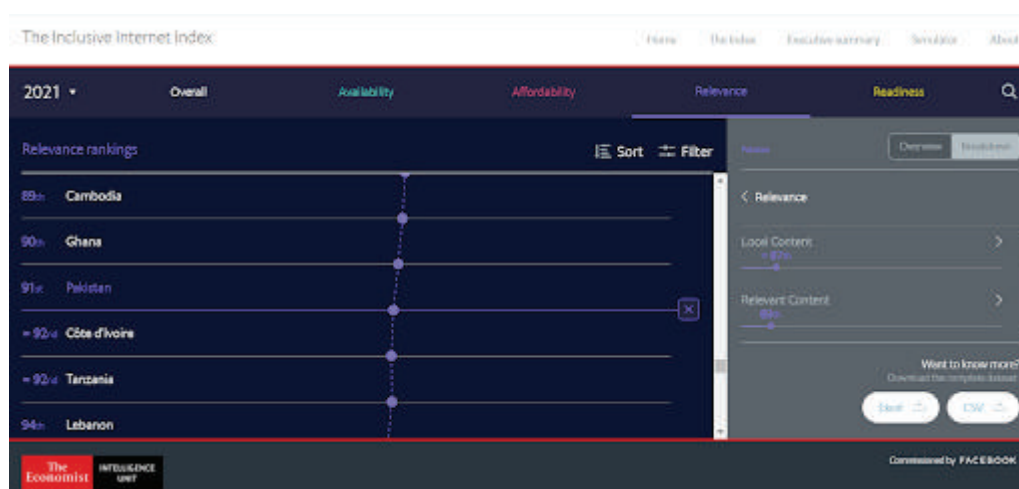 The Inclusive Internet Index
Home The Index Executive summary Simulator About
2021 Overall Availability Affordability Relevance Readiness
Relevance rankings Sort Filter
Overview
89th Cambodia
90th Ghana
91st Pakistan
= 92nd Côte d'Ivoire
= 92nd Tanzania
94th Lebanon
< Relevance
Local Content
Relevant Content
Want to know more?
Download the complete dataset
Excel CSV
The Economist INTELLIGENCE UNIT
Commissioned by FACEBOOK